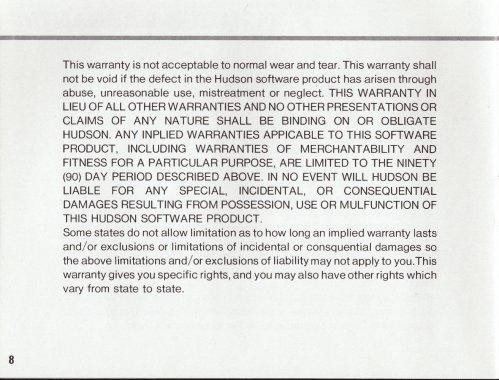 This warranty is not acceptable to normal wear and tear. This warranty shall
not be void if the defect in the Hudson software product has arisen through
abuse, unreasonable use, mistreatment or neglect. THIS WARRANTY IN
LIEU OF ALL OTHER WARRANTIES AND NO OTHER PRESENTATIONS OR
CLAIMS OF ANY NATURE SHALL BE BINDING ON OR OBLIGATE
HUDSON. ANY INPLIED WARRANTIES APPICABLE TO THIS SOFTWARE
PRODUCT, INCLUDING WARRANTIES OF MERCHANTABILITY AND
FITNESS FOR A PARTICULAR PURPOSE, ARE LIMITED TO THE NINETY
(90) DAY PERIOD DESCRIBED ABOVE. IN NO EVENT WILL HUDSON BE
LIABLE FOR ANY SPECIAL, INCIDENTAL, OR CONSEQUENTIAL
DAMAGES RESULTING FROM POSSESSION, USE OR MULFUNCTION OF
THIS HUDSON SOFTWARE PRODUCT.
Some states do not allow limitation as to how long an implied warranty lasts
and/or exclusions or limitations of incidental or consquential damages so
the above limitations and/or exclusions of liability may not apply to you.This
warranty gives you specific rights, and you may also have other rights which
vary from state to state.
8